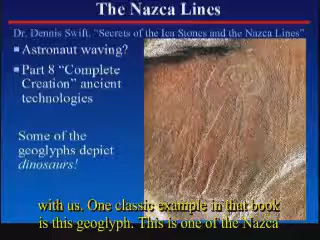 The Nazca Lines
Dr. Dennis Swift, "Secrets of the Ica Stones and the Nazca Lines"
Astronaut waving?
Part 8 "Complete
Creation" ancient
technologies
Some of the
geoglyphs depict
dinosaurs!
with us. One classic example in that book
is this geoglyph. This is one of the Nazca